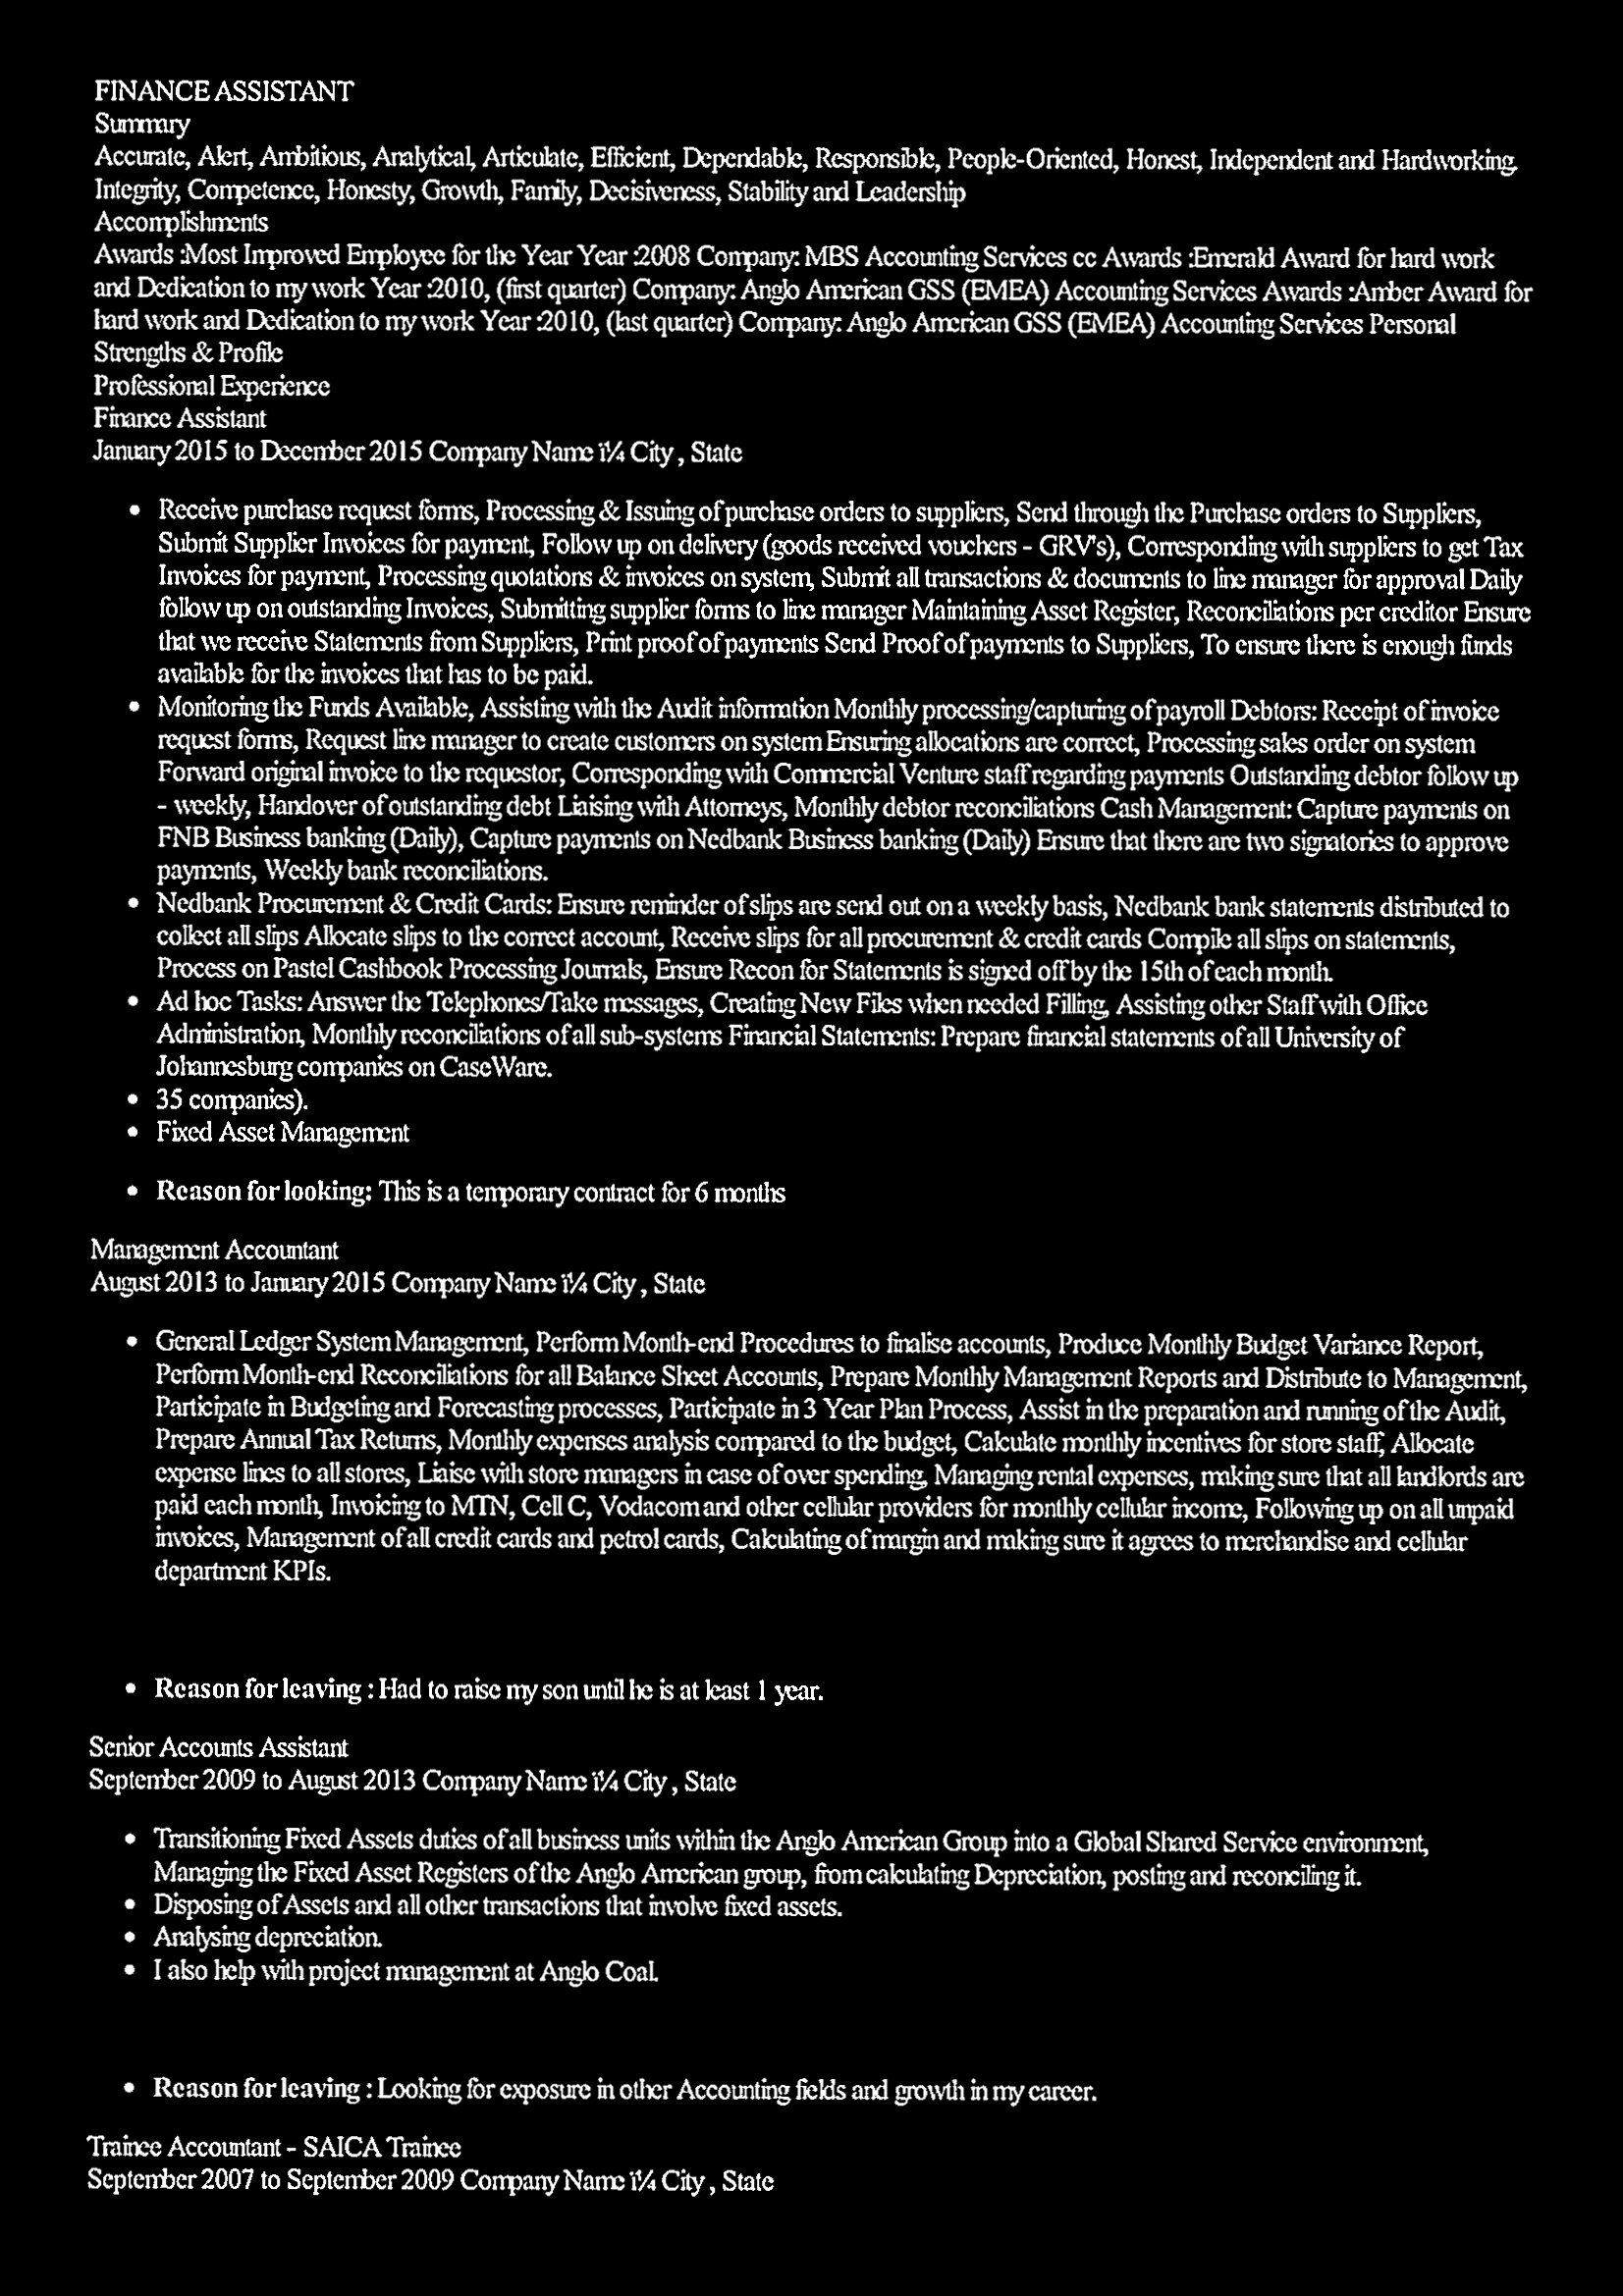 FINANCE ASSISTANT
Summary
Accurate, Alert, Ambitious, Analytical, Articulate, Efficient, Dependable, Responsible, People-Oriented, Honest, Independent and Hardworking.
Integrity, Competence, Honesty, Growth, Family, Decisiveness, Stability and Leadership
Accomplishments
Awards :Most Improved Employee for the Year Year :2008 Company: MBS Accounting Services cc Awards :Emerald Award for hard work
and Dedication to my work Year :2010, (first quarter) Company: Anglo American GSS (EMEA) Accounting Services Awards :Amber Award for
hard work and Dedication to my work Year :2010, (last quarter) Company: Anglo American GSS (EMEA) Accounting Services Personal
Strengths & Profile
Professional Experience
Finance Assistant
January 2015 to December 2015 Company Name ï¼ City , State
• Receive purchase request forms, Processing & Issuing of purchase orders to suppliers, Send through the Purchase orders to Suppliers,
Submit Supplier Invoices for payment, Follow up on delivery (goods received vouchers - GRV's), Corresponding with suppliers to get Tax
Invoices for payment, Processing quotations & invoices on system, Submit all transactions & documents to line manager for approval Daily
follow up on outstanding Invoices, Submitting supplier forms to line manager Maintaining Asset Register, Reconciliations per creditor Ensure
that we receive Statements from Suppliers, Print proof of payments Send Proof of payments to Suppliers, To ensure there is enough funds
available for the invoices that has to be paid.
• Monitoring the Funds Available, Assisting with the Audit information Monthly processing/capturing of payroll Debtors: Receipt of invoice
request forms, Request line manager to create customers on system Ensuring allocations are correct, Processing sales order on system
Forward original invoice to the requestor, Corresponding with Commercial Venture staff regarding payments Outstanding debtor follow up
- weekly, Handover of outstanding debt Liaising with Attorneys, Monthly debtor reconciliations Cash Management: Capture payments on
FNB Business banking (Daily), Capture payments on Nedbank Business banking (Daily) Ensure that there are two signatories to approve
payments, Weekly bank reconciliations.
• Nedbank Procurement & Credit Cards: Ensure reminder of slips are send out on a weekly basis, Nedbank bank statements distributed to
collect all slips Allocate slips to the correct account, Receive slips for all procurement & credit cards Compile all slips on statements,
Process on Pastel Cashbook Processing Journals, Ensure Recon for Statements is signed off by the 15th of each month.
• Ad hoc Tasks: Answer the Telephones/Take messages, Creating New Files when needed Filling, Assisting other Staff with Office
Administration, Monthly reconciliations of all sub-systems Financial Statements: Prepare financial statements of all University of
Johannesburg companies on CaseWare.
• 35 companies).
• Fixed Asset Management
• Reason for looking: This is a temporary contract for 6 months
Management Accountant
August 2013 to January 2015 Company Name ï¼ City , State
• General Ledger System Management, Perform Month-end Procedures to finalise accounts, Produce Monthly Budget Variance Report,
Perform Month-end Reconciliations for all Balance Sheet Accounts, Prepare Monthly Management Reports and Distribute to Management,
Participate in Budgeting and Forecasting processes, Participate in 3 Year Plan Process, Assist in the preparation and running of the Audit,
Prepare Annual Tax Returns, Monthly expenses analysis compared to the budget, Calculate monthly incentives for store staff, Allocate
expense lines to all stores, Liaise with store managers in case of over spending, Managing rental expenses, making sure that all landlords are
paid each month, Invoicing to MTN, Cell C, Vodacom and other cellular providers for monthly cellular income, Following up on all unpaid
invoices, Management of all credit cards and petrol cards, Calculating of margin and making sure it agrees to merchandise and cellular
department KPIs.
• Reason for leaving : Had to raise my son until he is at least 1 year.
Senior Accounts Assistant
September 2009 to August 2013 Company Name ï¼ City , State
• Transitioning Fixed Assets duties of all business units within the Anglo American Group into a Global Shared Service environment,
Managing the Fixed Asset Registers of the Anglo American group, from calculating Depreciation, posting and reconciling it.
• Disposing of Assets and all other transactions that involve fixed assets.
• Analysing depreciation.
• I also help with project management at Anglo Coal.
• Reason for leaving : Looking for exposure in other Accounting fields and growth in my career.
Trainee Accountant - SAICA Trainee
September 2007 to September 2009 Company Name ï¼ City , State